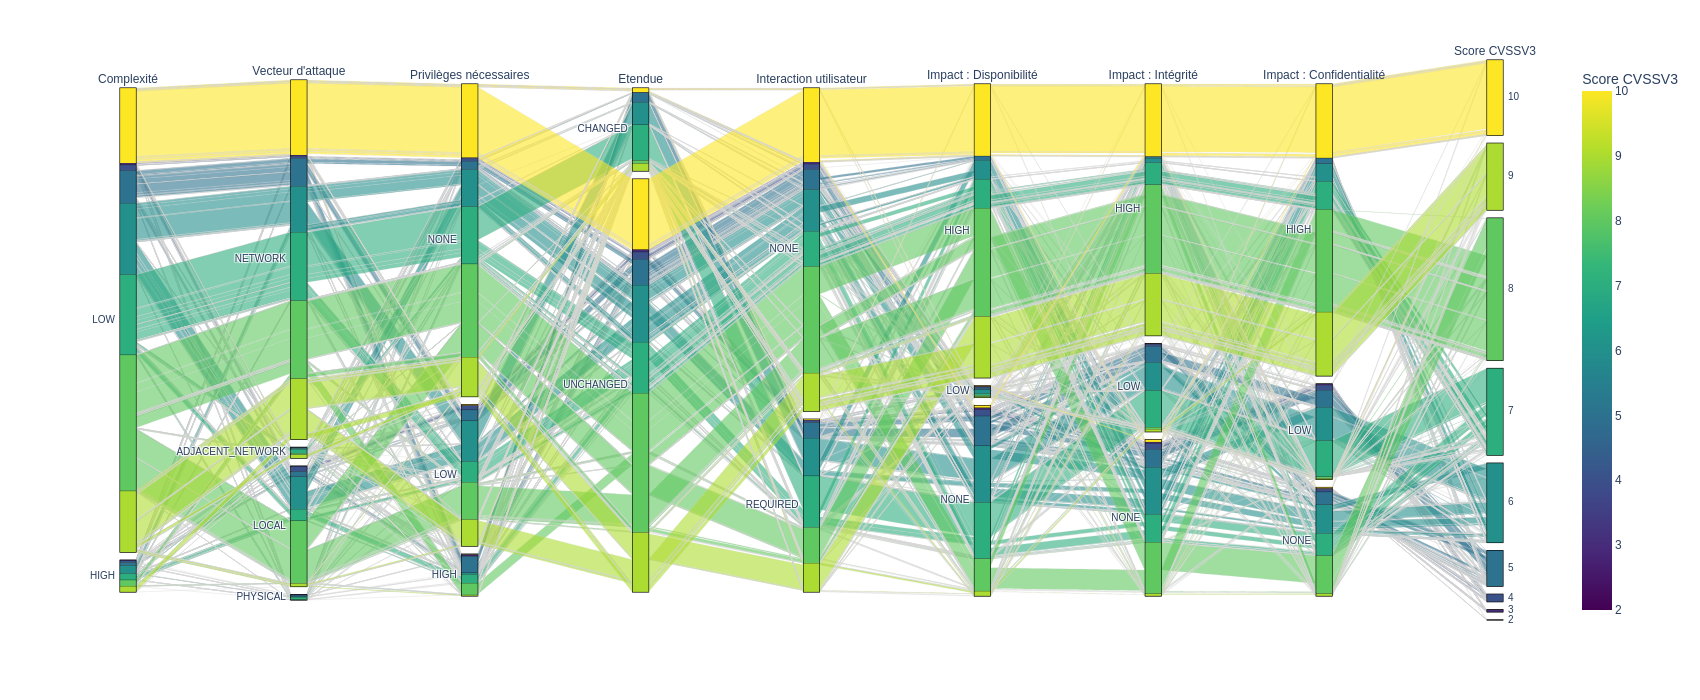 Complexité
LOW
HIGH
Vecteur d'attaque
NETWORK
ADJACENT_NETWORK
LOCAL
PHYSICAL
Privilèges nécessaires
NONE
LOW
HIGH
Etendue
CHANGED
UNCHANGED
Interaction utilisateur
NONE
REQUIRED
Impact : Disponibilité
HIGH
LOW
NONE
Impact : Intégrité
HIGH
LOW
NONE
Impact : Confidentialité
HIGH
LOW
NONE
Score CVSSV3
10
9
8
7
6
5
4
3
2
Score CVSSV3
10
9
8
7
6
5
4
3
2